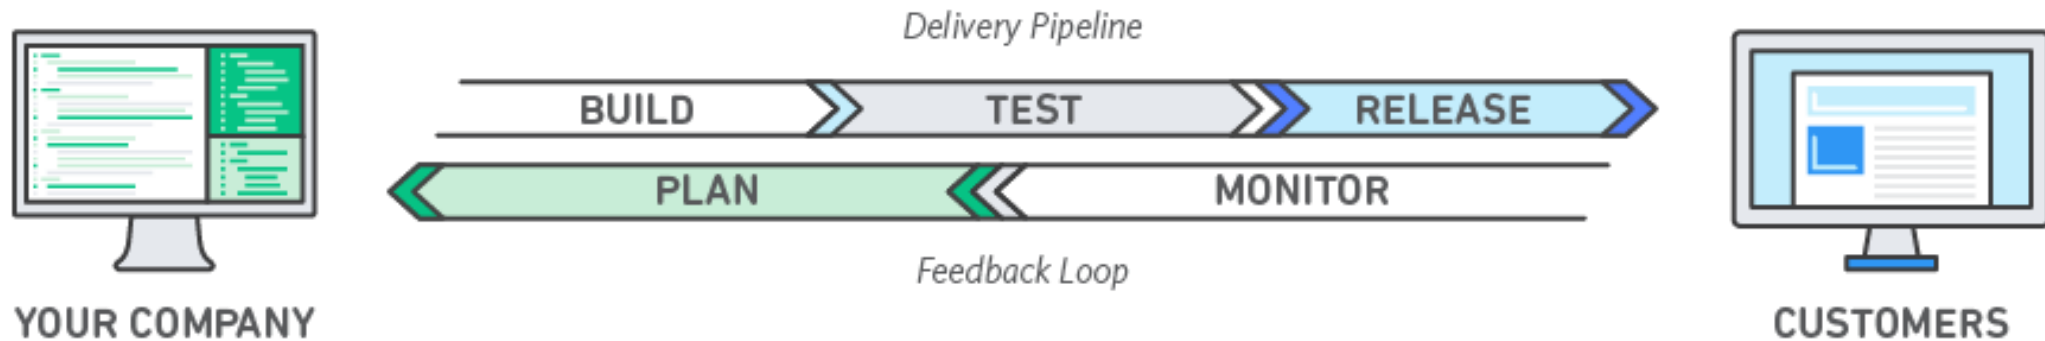 Delivery Pipeline
BUILD TEST RELEASE
PLAN MONITOR
Feedback Loop
YOUR COMPANY CUSTOMERS